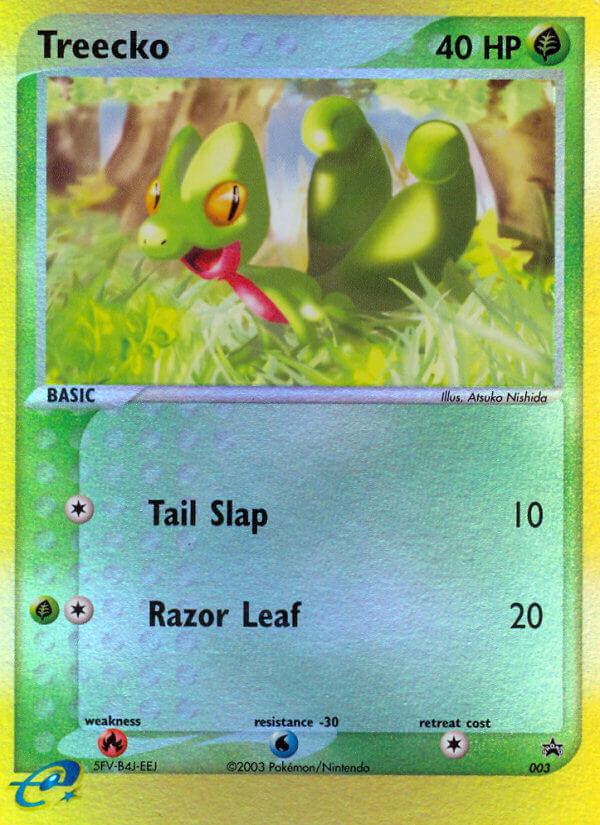 Treecko 40 HP
BASIC Illus. Atsuko Nishida
Tail Slap 10
Razor Leaf 20
weakness resistance -30 retreat cost
5FV-B4J-EEJ ©2003 Pokémon/Nintendo 003